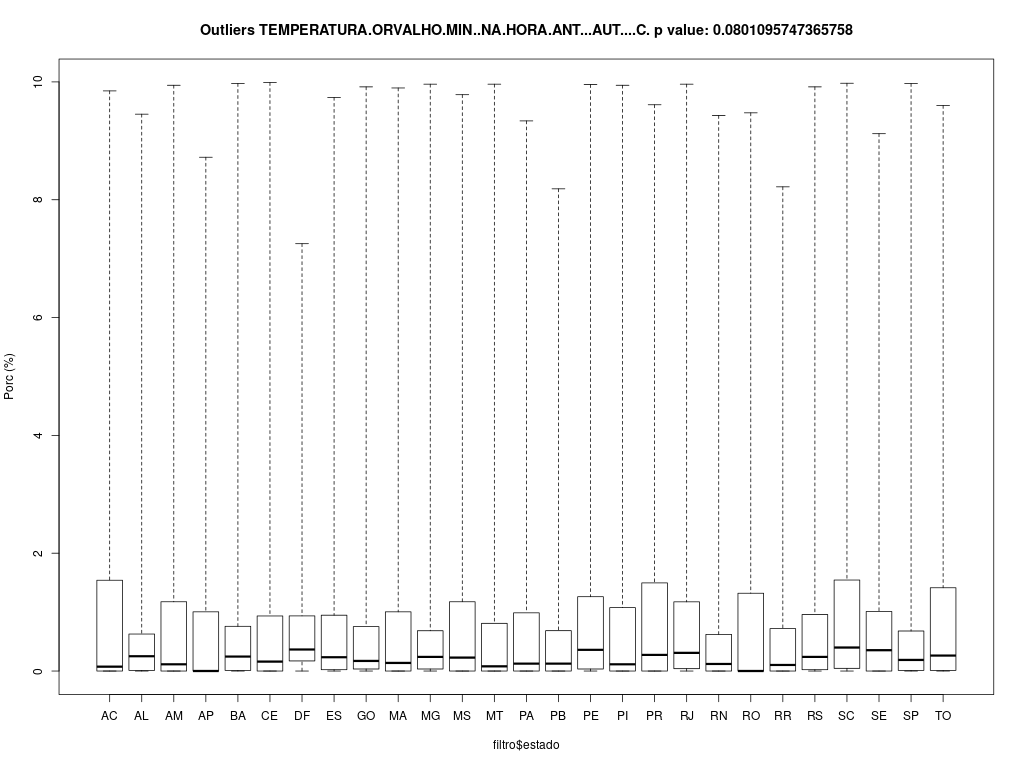 Outliers TEMPERATURA.ORVALHO.MIN..NA.HORA.ANT...AUT....C. p value: 0.0801095747365758
10
8
6
4
2
0
Porc (%)
AC AL AM AP BA CE DF ES GO MA MG MS MT PA PB PE PI PR RJ RN RO RR RS SC SE SP TO
filtro$estado